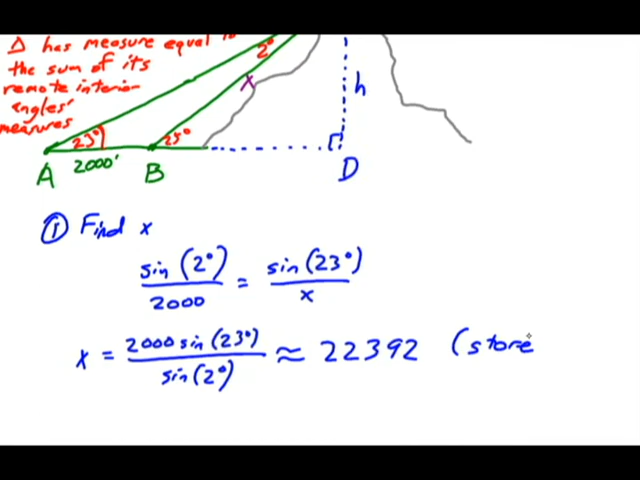 Δ has measure equal to
the sum of its
remote interior
angles'
measures
2°
x
h
23°
25°
2000'
A
B
D
① Find x
sin(2°)/2000 = sin(23°)/x
x = 2000 sin(23°)/sin(2°) ≈ 22392 (store